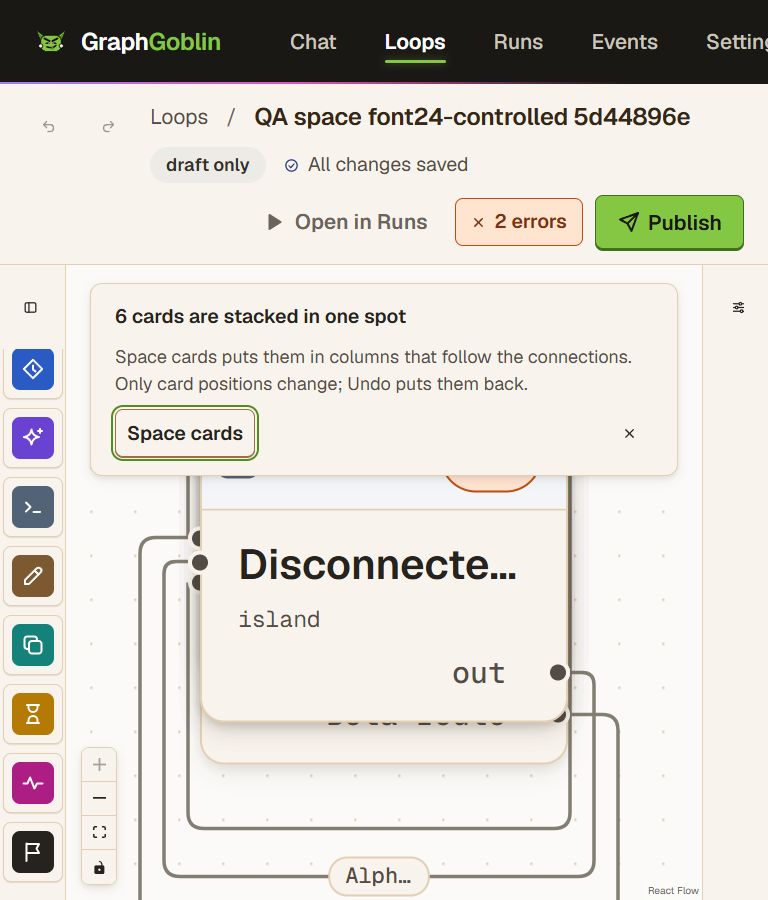 GraphGoblin
Chat
Loops
Runs
Events
Setting
Loops / QA space font24-controlled 5d44896e
draft only
All changes saved
Open in Runs
2 errors
Publish
6 cards are stacked in one spot
Space cards puts them in columns that follow the connections.
Only card positions change; Undo puts them back.
Space cards
Disconnecte…
island
out
Alph…
React Flow